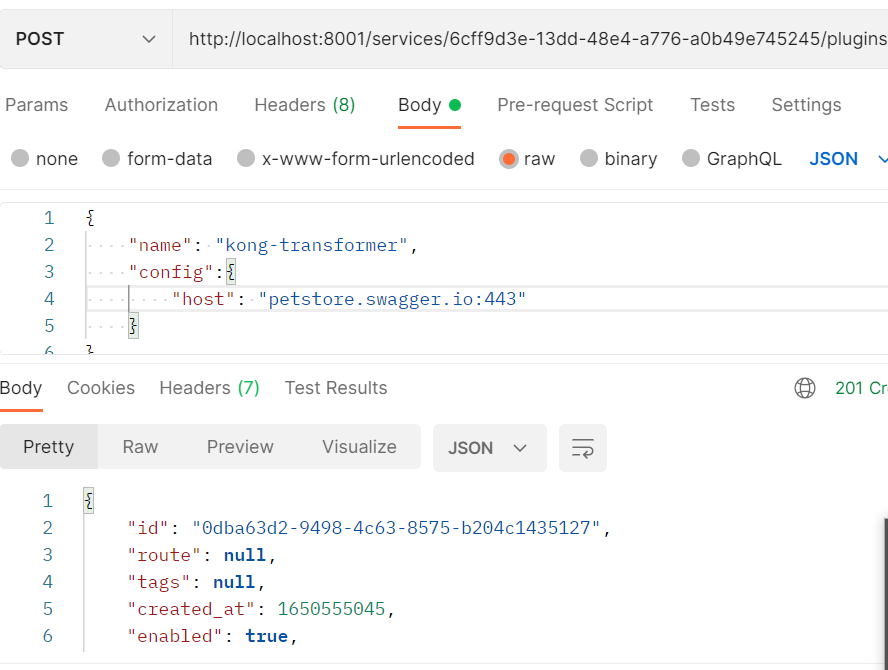 POST http://localhost:8001/services/6cff9d3e-13dd-48e4-a776-a0b49e745245/plugins
Params Authorization Headers (8) Body Pre-request Script Tests Settings
none form-data x-www-form-urlencoded raw binary GraphQL JSON
1 {
2 "name": "kong-transformer",
3 "config":{
4 "host": "petstore.swagger.io:443"
5 }
6 }
Body Cookies Headers (7) Test Results 201 Cr
Pretty Raw Preview Visualize JSON
1 {
2 "id": "0dba63d2-9498-4c63-8575-b204c1435127",
3 "route": null,
4 "tags": null,
5 "created_at": 1650555045,
6 "enabled": true,